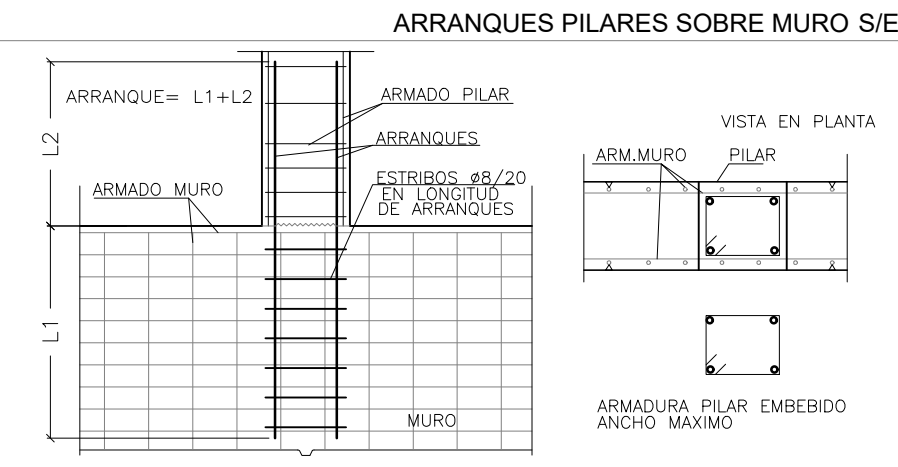 ARRANQUES PILARES SOBRE MURO S/E
ARRANQUE= L1+L2
ARMADO PILAR
ARRANQUES
ESTRIBOS ø8/20
EN LONGITUD
DE ARRANQUES
L2
ARMADO MURO
L1
MURO
VISTA EN PLANTA
ARM.MURO
PILAR
ARMADURA PILAR EMBEBIDO
ANCHO MAXIMO